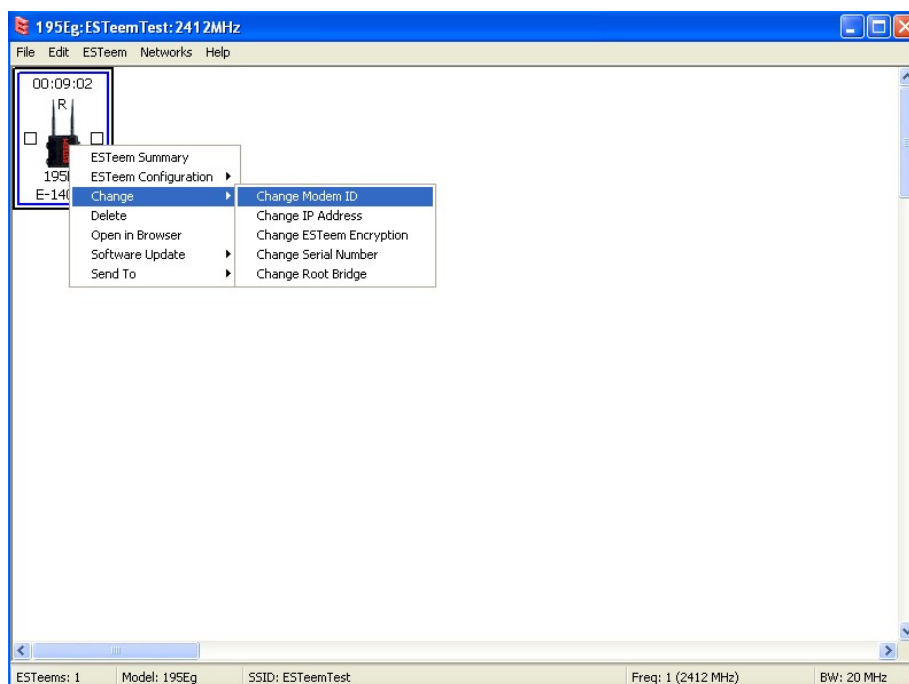 195Eg:ESTeemTest:2412MHz
File Edit ESTeem Networks Help
00:09:02
R
ESTeem Summary
ESTeem Configuration
Change
Delete
Open in Browser
Software Update
Send To
Change Modem ID
Change IP Address
Change ESTeem Encryption
Change Serial Number
Change Root Bridge
ESTeems: 1 Model: 195Eg SSID: ESTeemTest Freq: 1 (2412 MHz) BW: 20 MHz